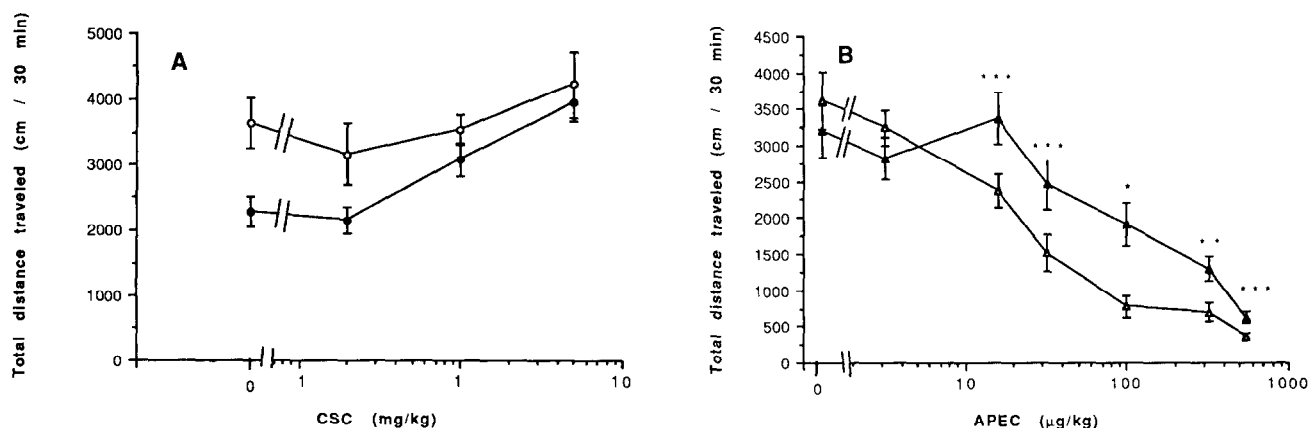 A
Total distance traveled (cm / 30 min)
5000
4000
3000
2000
1000
0
0 1 1 10
CSC (mg/kg)
B
Total distance traveled (cm / 30 min)
4500
4000
3500
3000
2500
2000
1500
1000
500
0
* * *
* * *
*
* *
* * *
0 10 100 1000
APEC (µg/kg)